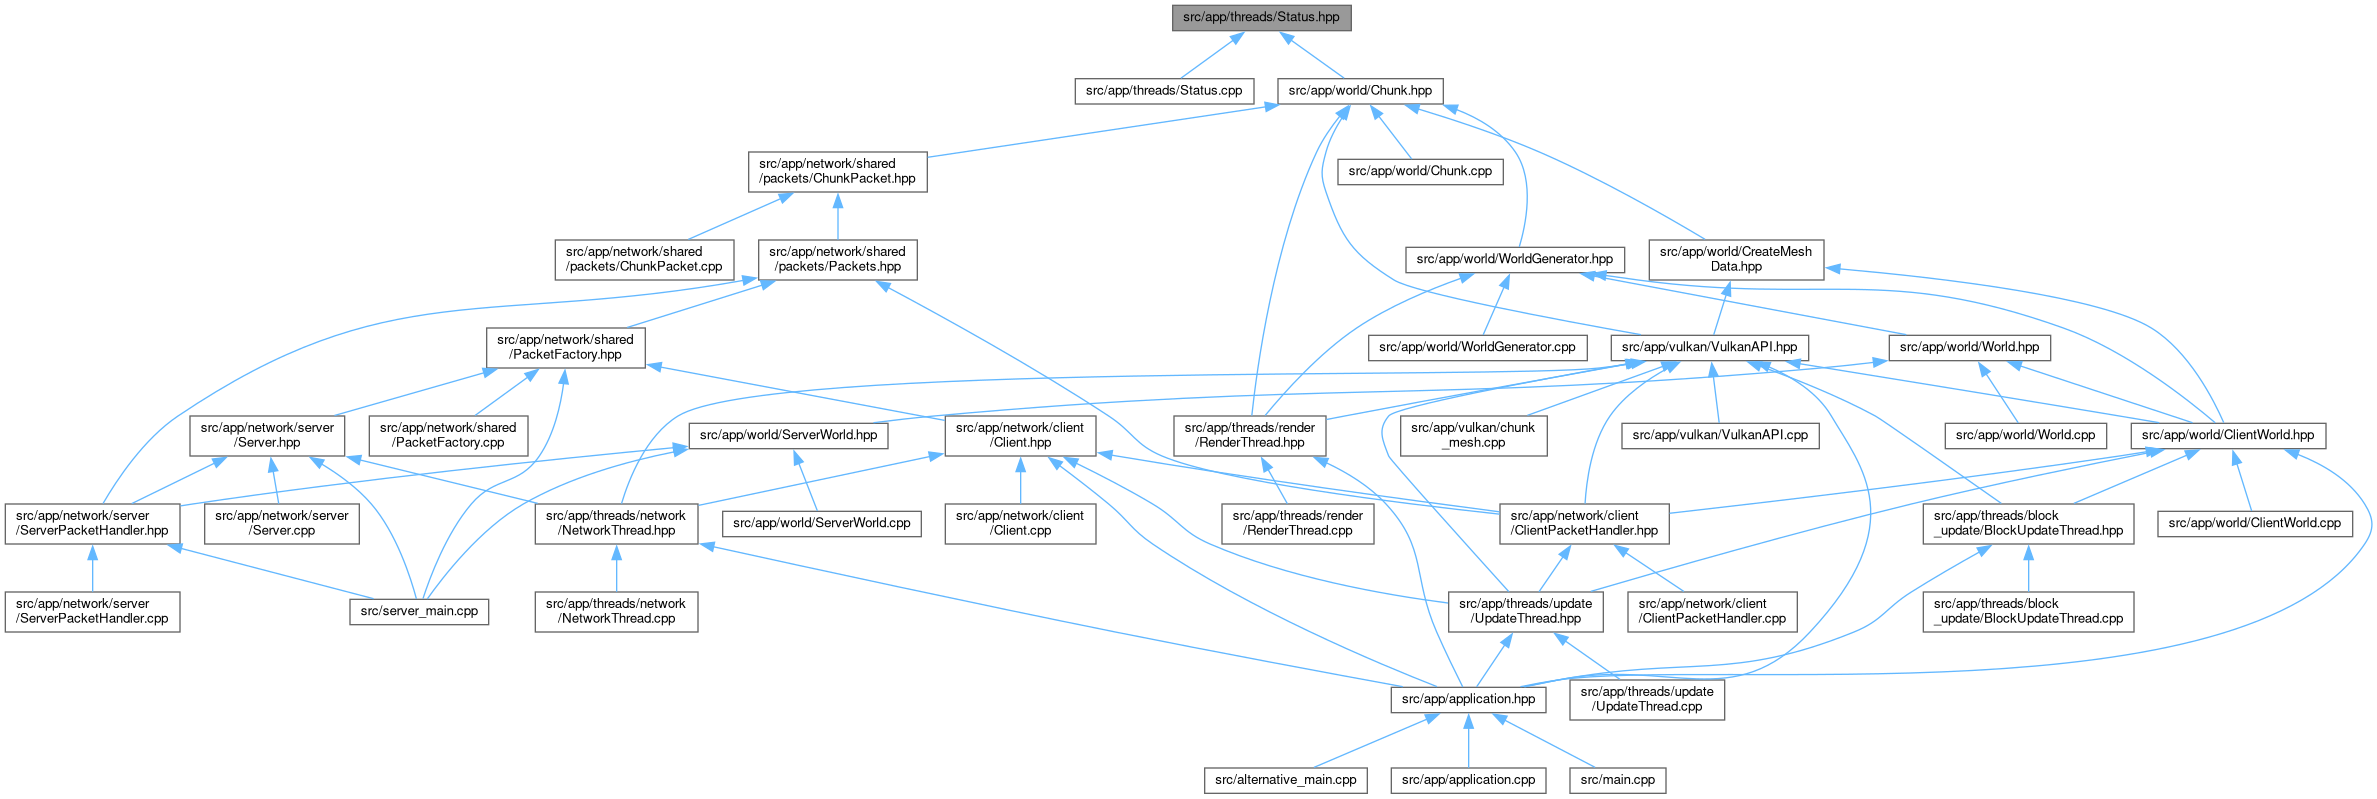 src/app/threads/Status.hpp
src/app/threads/Status.cpp
src/app/world/Chunk.hpp
src/app/network/shared
/packets/ChunkPacket.hpp
src/app/world/Chunk.cpp
src/app/network/shared
/packets/ChunkPacket.cpp
src/app/network/shared
/packets/Packets.hpp
src/app/world/WorldGenerator.hpp
src/app/world/CreateMesh
Data.hpp
src/app/network/shared
/PacketFactory.hpp
src/app/world/WorldGenerator.cpp
src/app/vulkan/VulkanAPI.hpp
src/app/world/World.hpp
src/app/network/server
/Server.hpp
src/app/network/shared
/PacketFactory.cpp
src/app/world/ServerWorld.hpp
src/app/network/client
/Client.hpp
src/app/threads/render
/RenderThread.hpp
src/app/vulkan/chunk
_mesh.cpp
src/app/vulkan/VulkanAPI.cpp
src/app/world/World.cpp
src/app/world/ClientWorld.hpp
src/app/network/server
/ServerPacketHandler.hpp
src/app/network/server
/Server.cpp
src/app/threads/network
/NetworkThread.hpp
src/app/world/ServerWorld.cpp
src/app/network/client
/Client.cpp
src/app/threads/render
/RenderThread.cpp
src/app/network/client
/ClientPacketHandler.hpp
src/app/threads/block
_update/BlockUpdateThread.hpp
src/app/world/ClientWorld.cpp
src/app/network/server
/ServerPacketHandler.cpp
src/server_main.cpp
src/app/threads/network
/NetworkThread.cpp
src/app/threads/update
/UpdateThread.hpp
src/app/network/client
/ClientPacketHandler.cpp
src/app/threads/block
_update/BlockUpdateThread.cpp
src/app/application.hpp
src/app/threads/update
/UpdateThread.cpp
src/alternative_main.cpp
src/app/application.cpp
src/main.cpp